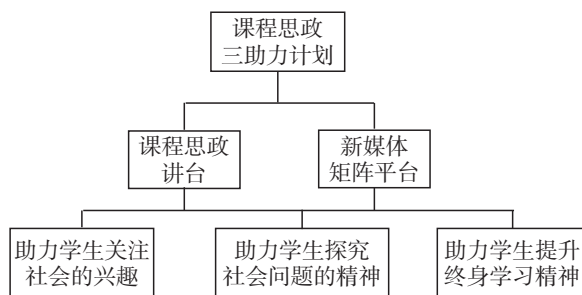 课程思政
三助力计划
课程思政
讲台
新媒体
矩阵平台
助力学生关注
社会的兴趣
助力学生探究
社会问题的精神
助力学生提升
终身学习精神